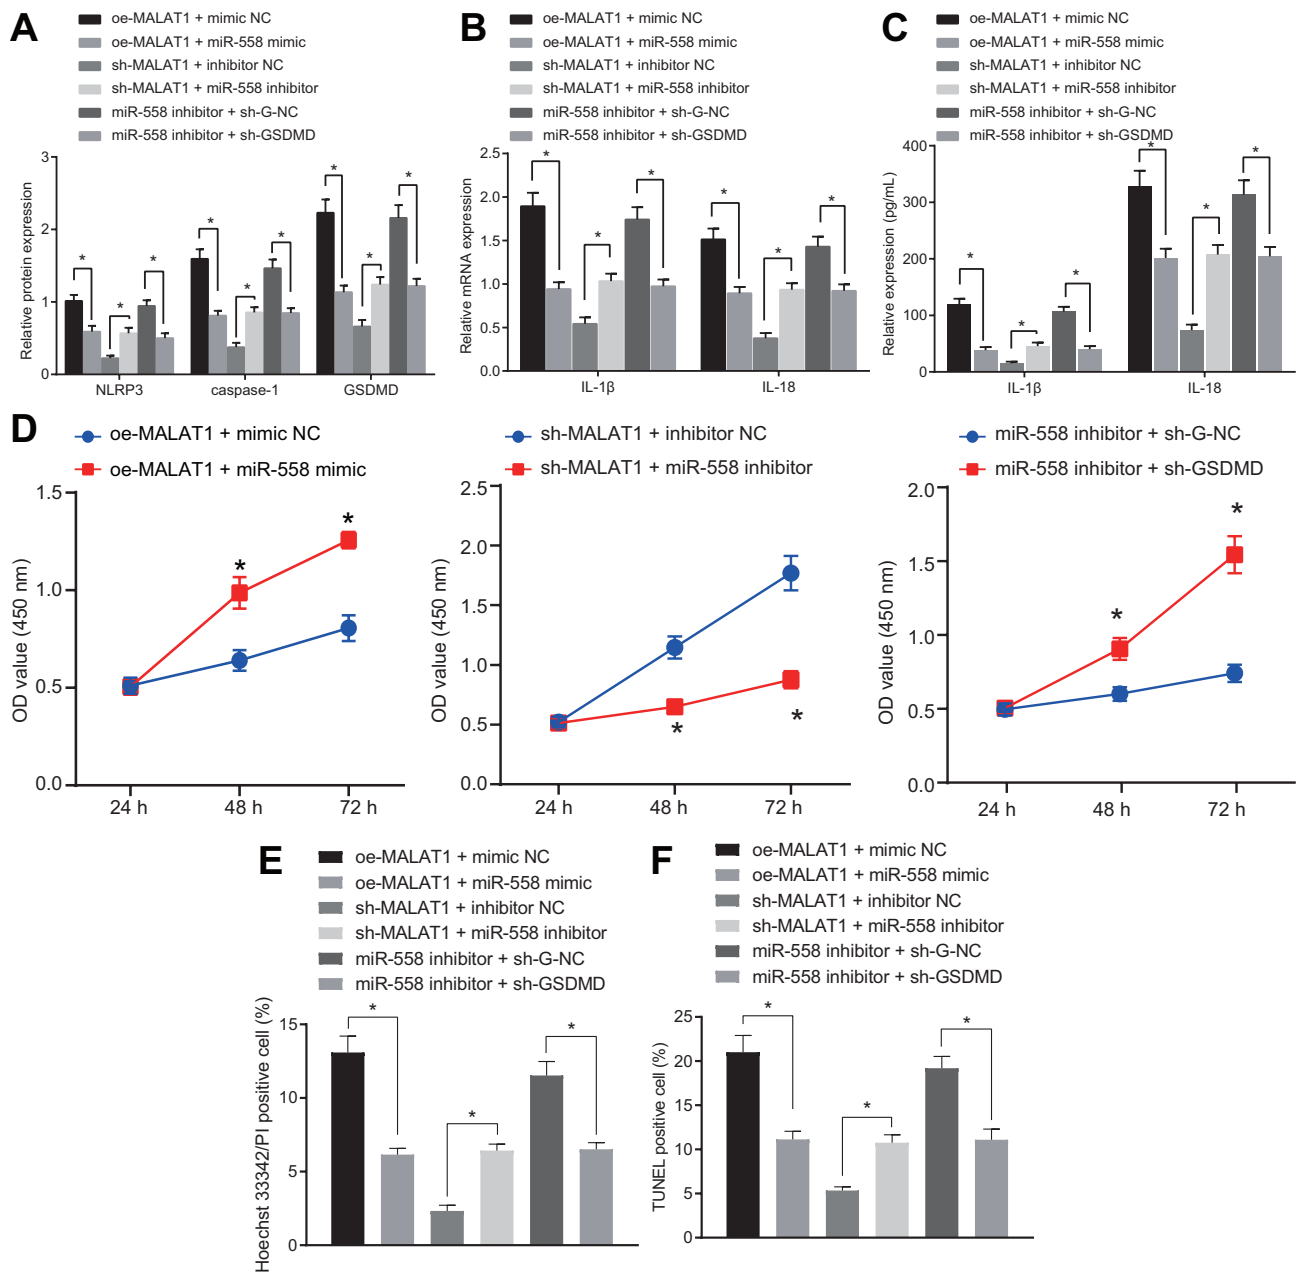 A
oe-MALAT1 + mimic NC
oe-MALAT1 + miR-558 mimic
sh-MALAT1 + inhibitor NC
sh-MALAT1 + miR-558 inhibitor
miR-558 inhibitor + sh-G-NC
miR-558 inhibitor + sh-GSDMD
Relative protein expression
3
2
1
0
* * * * * * * * *
NLRP3 caspase-1 GSDMD
B
oe-MALAT1 + mimic NC
oe-MALAT1 + miR-558 mimic
sh-MALAT1 + inhibitor NC
sh-MALAT1 + miR-558 inhibitor
miR-558 inhibitor + sh-G-NC
miR-558 inhibitor + sh-GSDMD
Relative mRNA expression
2.5
2.0
1.5
1.0
0.5
0.0
* * * * * *
IL-1β IL-18
C
oe-MALAT1 + mimic NC
oe-MALAT1 + miR-558 mimic
sh-MALAT1 + inhibitor NC
sh-MALAT1 + miR-558 inhibitor
miR-558 inhibitor + sh-G-NC
miR-558 inhibitor + sh-GSDMD
Relative expression (pg/mL)
400
300
200
100
0
* * * * * *
IL-1β IL-18
D
oe-MALAT1 + mimic NC
oe-MALAT1 + miR-558 mimic
OD value (450 nm)
1.5
1.0
0.5
0.0
* *
24 h 48 h 72 h
sh-MALAT1 + inhibitor NC
sh-MALAT1 + miR-558 inhibitor
OD value (450 nm)
2.5
2.0
1.5
1.0
0.5
0.0
* *
24 h 48 h 72 h
miR-558 inhibitor + sh-G-NC
miR-558 inhibitor + sh-GSDMD
OD value (450 nm)
2.0
1.5
1.0
0.5
0.0
* *
24 h 48 h 72 h
E
oe-MALAT1 + mimic NC
oe-MALAT1 + miR-558 mimic
sh-MALAT1 + inhibitor NC
sh-MALAT1 + miR-558 inhibitor
miR-558 inhibitor + sh-G-NC
miR-558 inhibitor + sh-GSDMD
Hoechst 33342/PI positive cell (%)
15
10
5
0
* * *
F
oe-MALAT1 + mimic NC
oe-MALAT1 + miR-558 mimic
sh-MALAT1 + inhibitor NC
sh-MALAT1 + miR-558 inhibitor
miR-558 inhibitor + sh-G-NC
miR-558 inhibitor + sh-GSDMD
TUNEL positive cell (%)
25
20
15
10
5
0
* * *